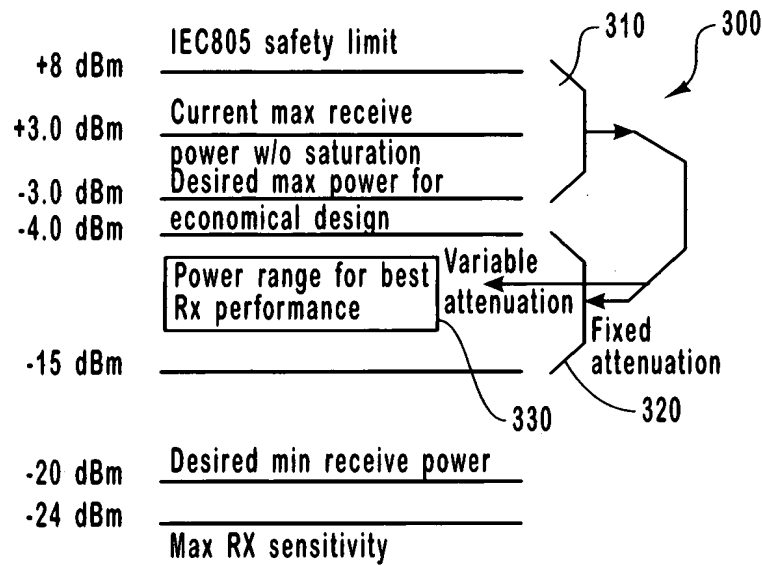 IEC805 safety limit
310
300
+8 dBm
Current max receive
+3.0 dBm
power w/o saturation
-3.0 dBm
Desired max power for
-4.0 dBm
economical design
Power range for best
Rx performance
Variable
attenuation
Fixed
attenuation
-15 dBm
320
330
Desired min receive power
-20 dBm
-24 dBm
Max RX sensitivity